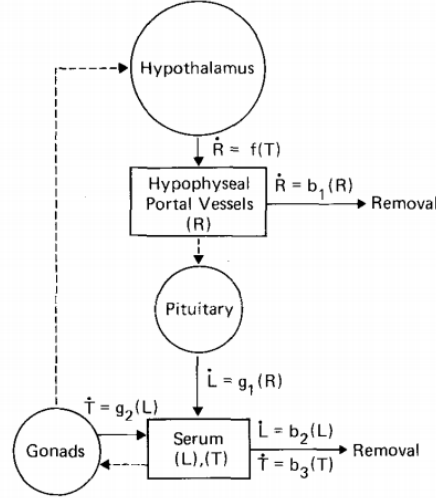 Hypothalamus
Ṙ = f(T)
Hypophyseal
Portal Vessels
(R)
Ṙ = b₁(R)
Removal
Pituitary
L̇ = g₁(R)
Ṫ = g₂(L)
Gonads
Serum
(L),(T)
L̇ = b₂(L)
Ṫ = b₃(T)
Removal